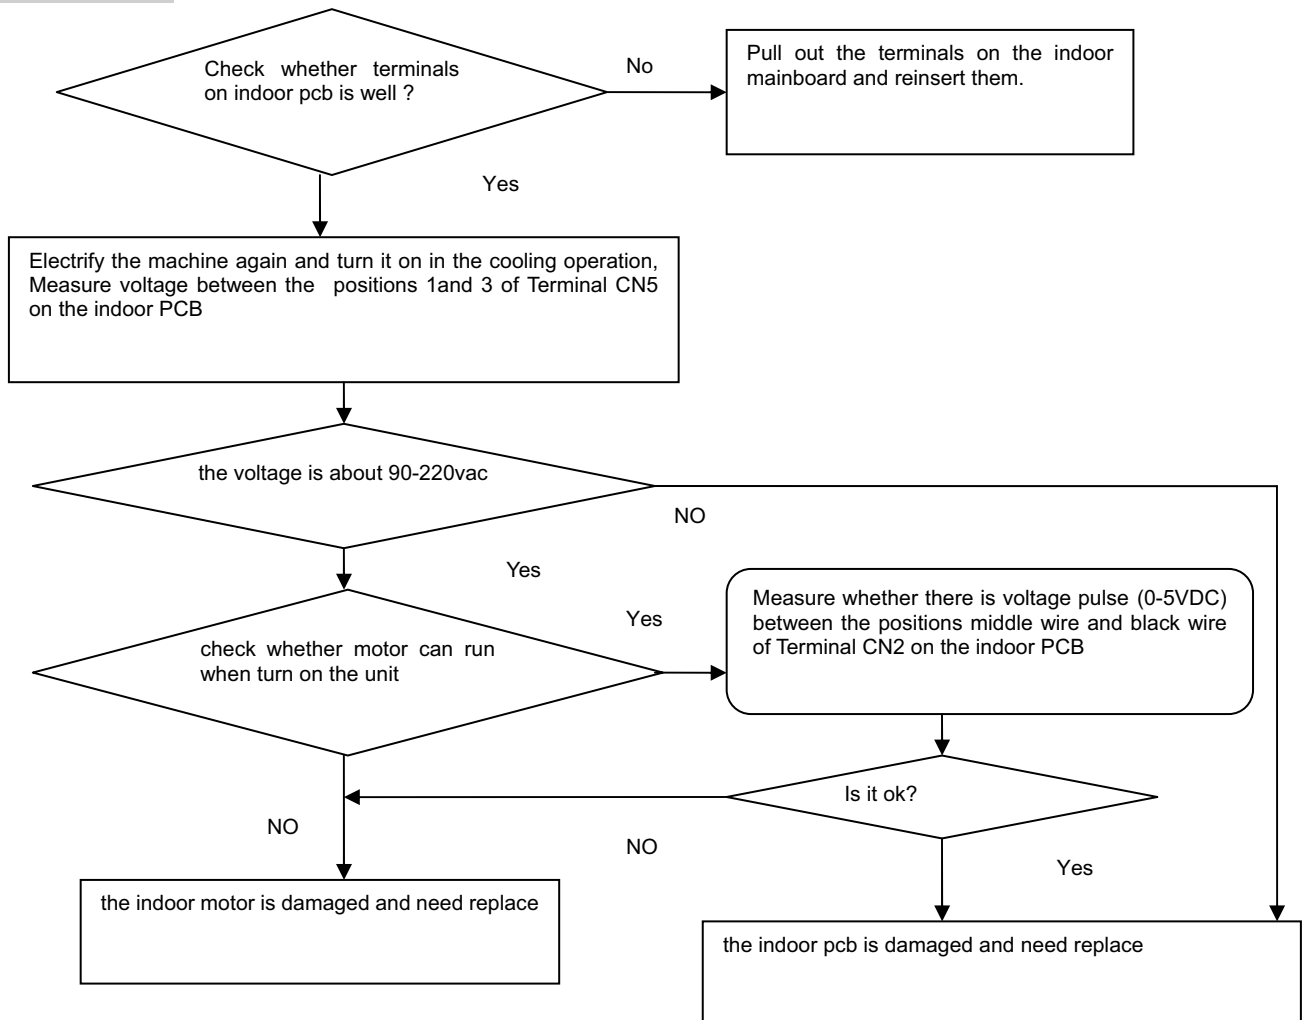 Check whether terminals
on indoor pcb is well ?
No
Pull out the terminals on the indoor
mainboard and reinsert them.
Yes
Electrify the machine again and turn it on in the cooling operation,
Measure voltage between the positions 1and 3 of Terminal CN5
on the indoor PCB
the voltage is about 90-220vac
NO
Yes
check whether motor can run
when turn on the unit
Yes
Measure whether there is voltage pulse (0-5VDC)
between the positions middle wire and black wire
of Terminal CN2 on the indoor PCB
Is it ok?
NO
NO
Yes
the indoor motor is damaged and need replace
the indoor pcb is damaged and need replace